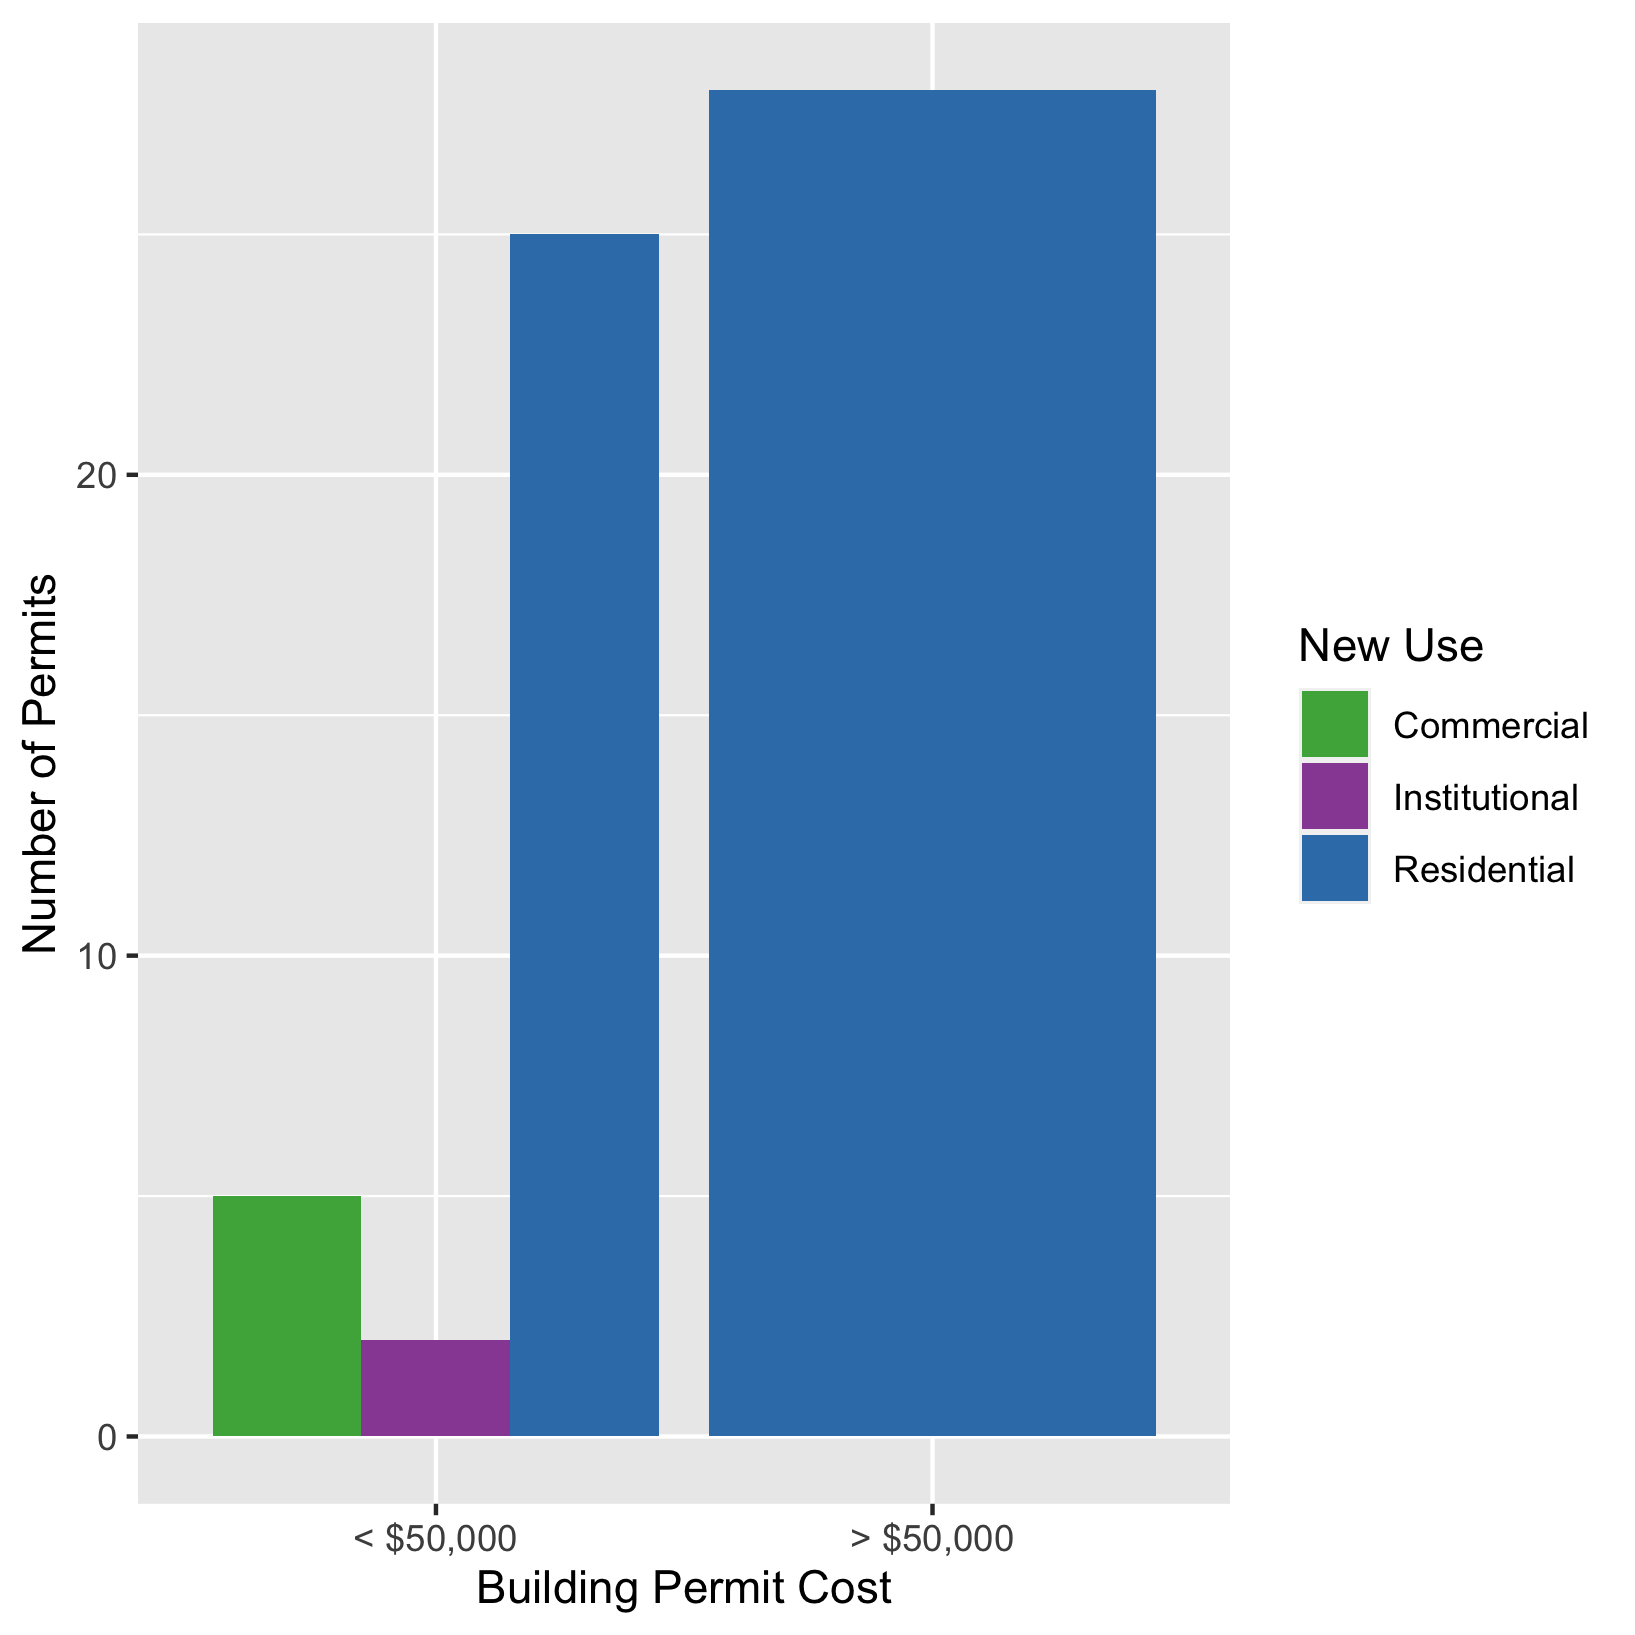 Number of Permits
20
10
0
< $50,000
> $50,000
Building Permit Cost
New Use
Commercial
Institutional
Residential